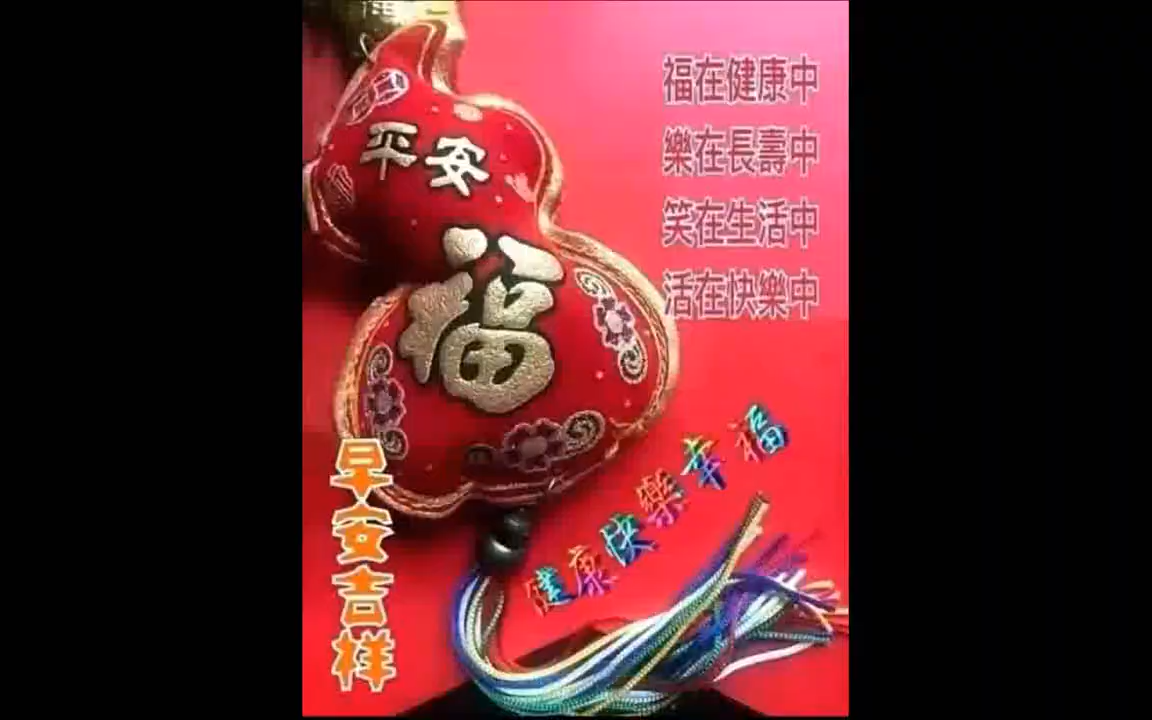 福在健康中
樂在長壽中
笑在生活中
活在快樂中
平安
福
健康快樂幸福
早安吉祥